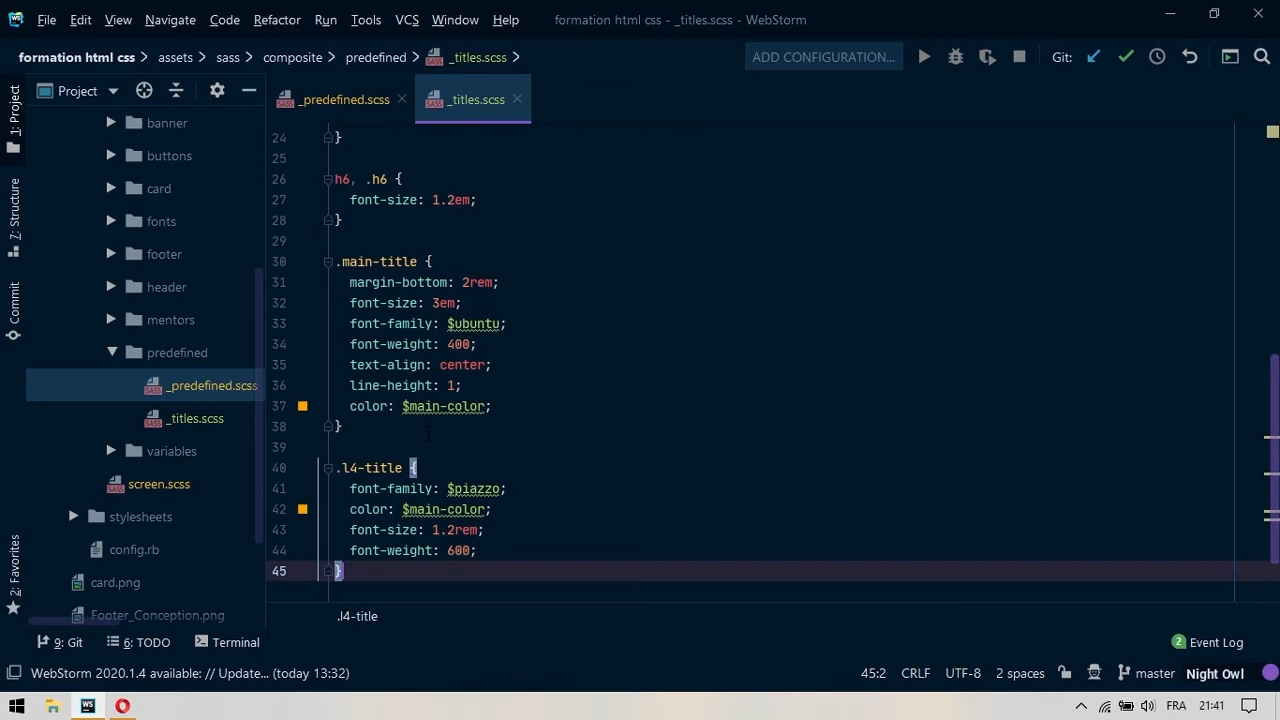 WS File Edit View Navigate Code Refactor Run Tools VCS Window Help formation html css - _titles.scss - WebStorm
formation html css assets sass composite predefined _titles.scss ADD CONFIGURATION... Git:
1: Project
Project
_predefined.scss _titles.scss
banner
buttons
card
fonts
footer
header
mentors
predefined
_predefined.scss
_titles.scss
variables
screen.scss
stylesheets
config.rb
card.png
Footer_Conception.png
7: Structure
Commit
2: Favorites
24 }
25
26 h6, .h6 {
27 font-size: 1.2em;
28 }
29
30 .main-title {
31 margin-bottom: 2rem;
32 font-size: 3em;
33 font-family: $ubuntu;
34 font-weight: 400;
35 text-align: center;
36 line-height: 1;
37 color: $main-color;
38 }
39
40 .l4-title {
41 font-family: $piazzo;
42 color: $main-color;
43 font-size: 1.2rem;
44 font-weight: 600;
45 }
.l4-title
9: Git 6: TODO Terminal 2 Event Log
WebStorm 2020.1.4 available: // Update... (today 13:32) 45:2 CRLF UTF-8 2 spaces master Night Owl
WS FRA 21:41